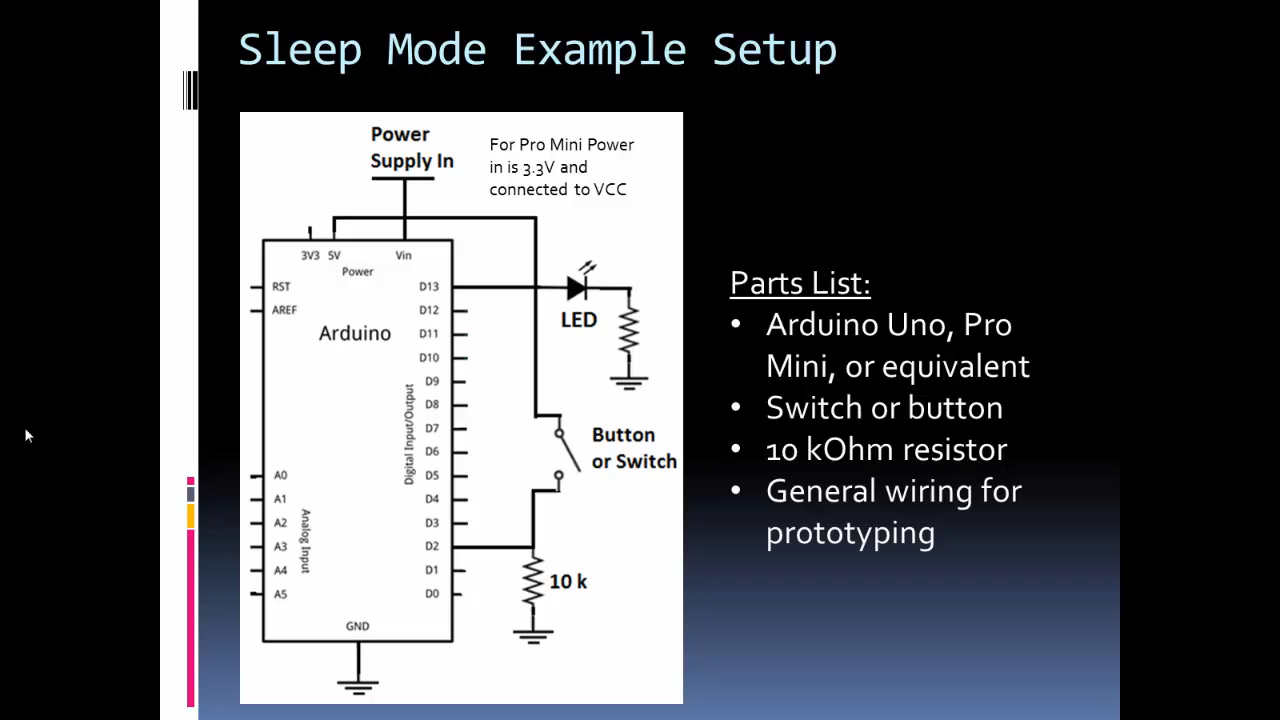 Sleep Mode Example Setup
Power
Supply In
For Pro Mini Power
in is 3.3V and
connected to VCC
3V3 5V Vin
Power
RST
AREF
Arduino
D13
D12
D11
D10
D9
D8
D7
D6
D5
D4
D3
D2
D1
D0
Digital Input/Output
A0
A1
A2
A3
A4
A5
Analog Input
GND
LED
Button
or Switch
10 k
Parts List:
• Arduino Uno, Pro
Mini, or equivalent
• Switch or button
• 10 kOhm resistor
• General wiring for
prototyping